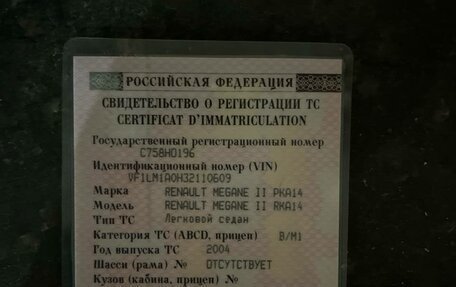 РОССИЙСКАЯ ФЕДЕРАЦИЯ
СВИДЕТЕЛЬСТВО О РЕГИСТРАЦИИ ТС
CERTIFICAT D'IMMATRICULATION
Государственный регистрационный номер
С758НО196
Идентификационный номер (VIN)
VF1LM1A0H32110609
Марка RENAULT MEGANE II PKA14
Модель RENAULT MEGANE II RKA14
Тип ТС Легковой седан
Категория ТС (ABCD, прицеп) B/M1
Год выпуска ТС 2004
Шасси (рама) № ОТСУТСТВУЕТ
Кузов (кабина, прицеп) №